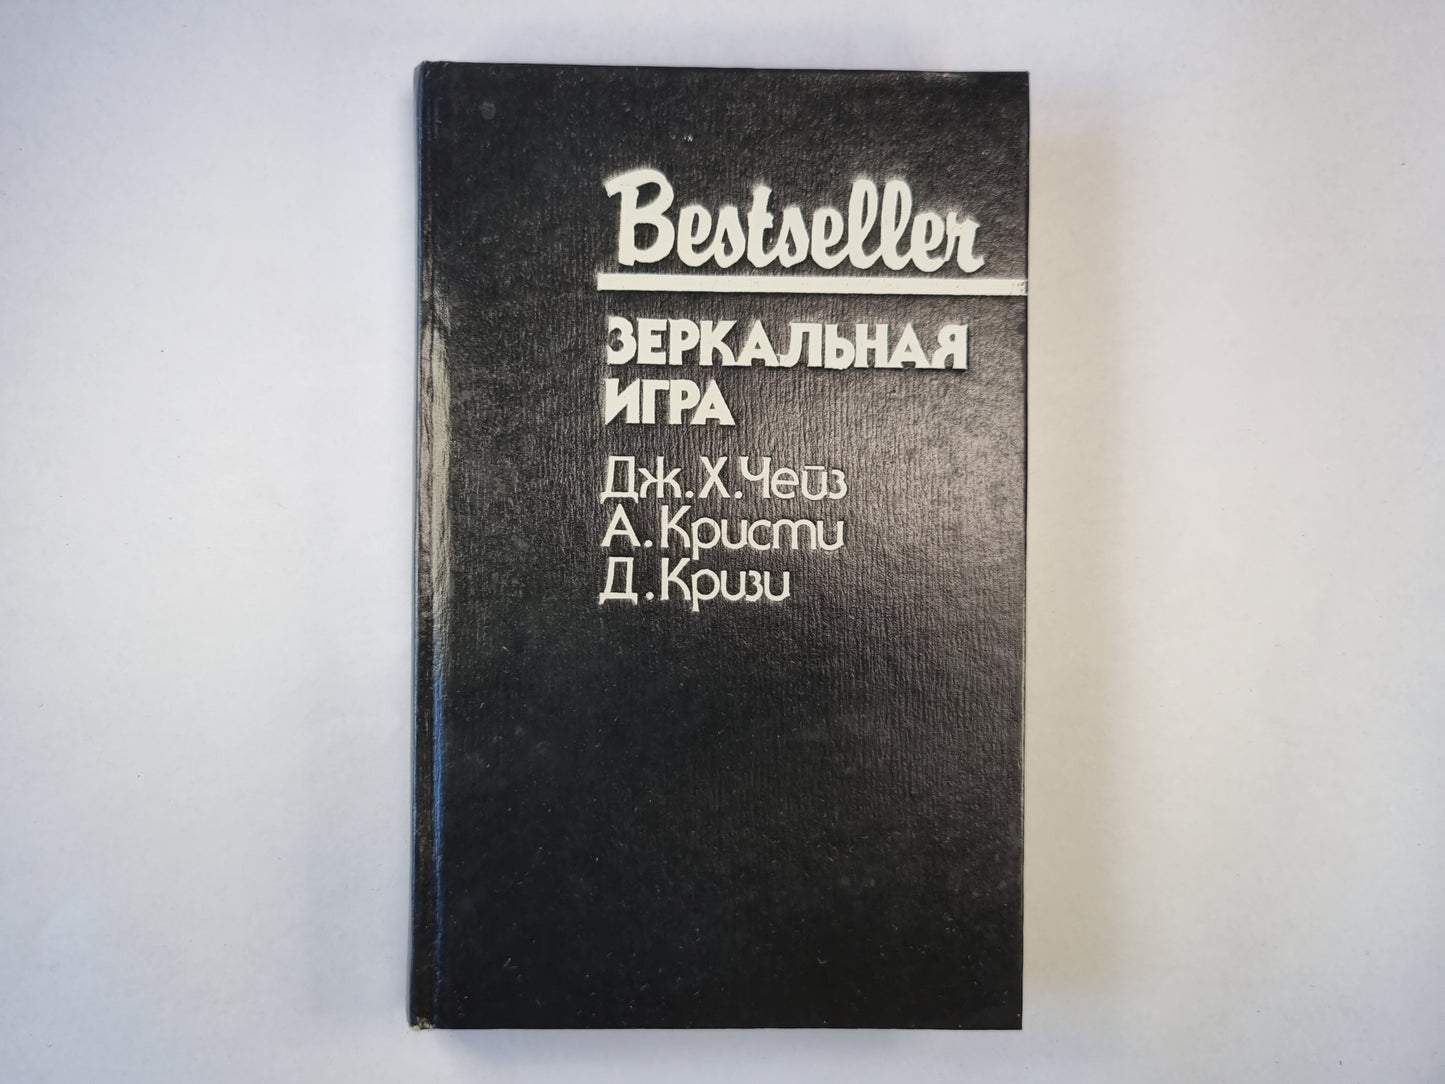 Bestseller
ЗЕРКАЛЬНАЯ
ИГРА
Дж. Х. Чейз
А. Кристи
Д. Кризи